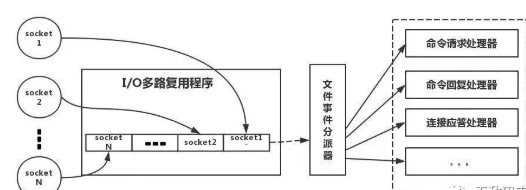 socket
1
socket
2
socket
N
I/O多路复用程序
socket
N
socket2
socket1
文件事件分派器
命令请求处理器
命令回复处理器
连接应答处理器
。。。